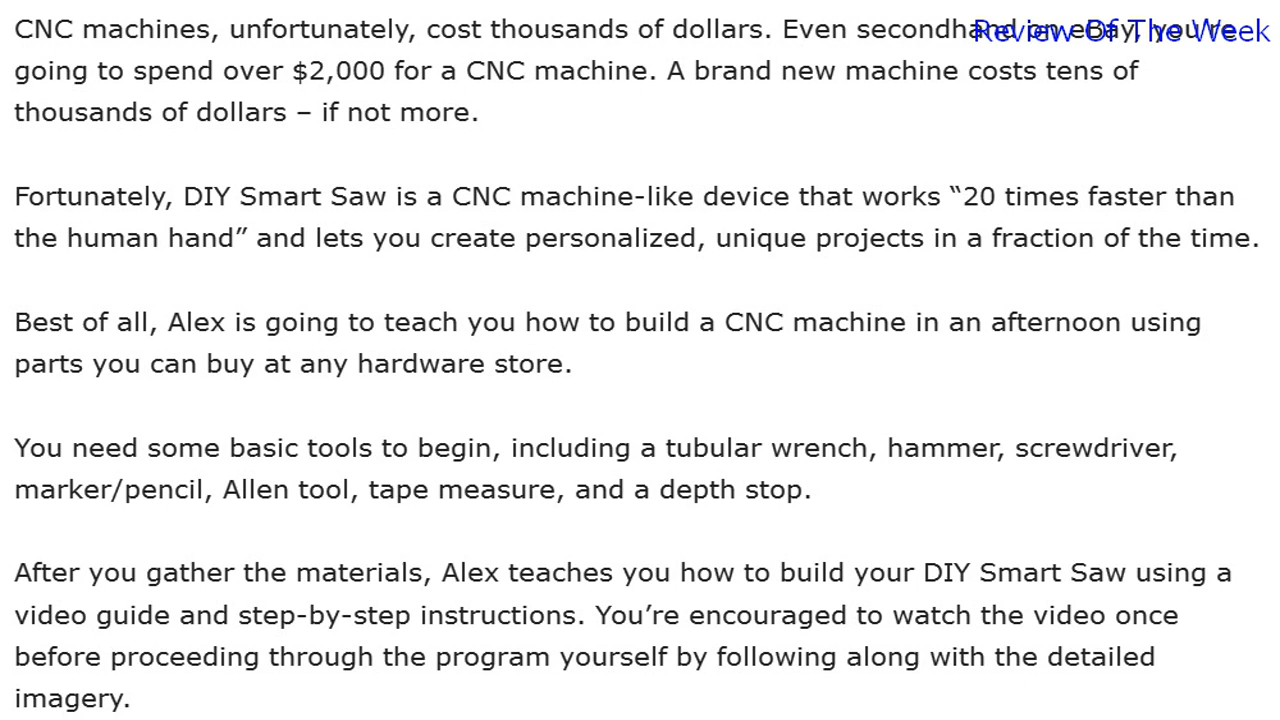 CNC machines, unfortunately, cost thousands of dollars. Even secondhand on eBay, you're
Review Of The Week
going to spend over $2,000 for a CNC machine. A brand new machine costs tens of
thousands of dollars – if not more.
Fortunately, DIY Smart Saw is a CNC machine-like device that works “20 times faster than
the human hand” and lets you create personalized, unique projects in a fraction of the time.
Best of all, Alex is going to teach you how to build a CNC machine in an afternoon using
parts you can buy at any hardware store.
You need some basic tools to begin, including a tubular wrench, hammer, screwdriver,
marker/pencil, Allen tool, tape measure, and a depth stop.
After you gather the materials, Alex teaches you how to build your DIY Smart Saw using a
video guide and step-by-step instructions. You’re encouraged to watch the video once
before proceeding through the program yourself by following along with the detailed
imagery.